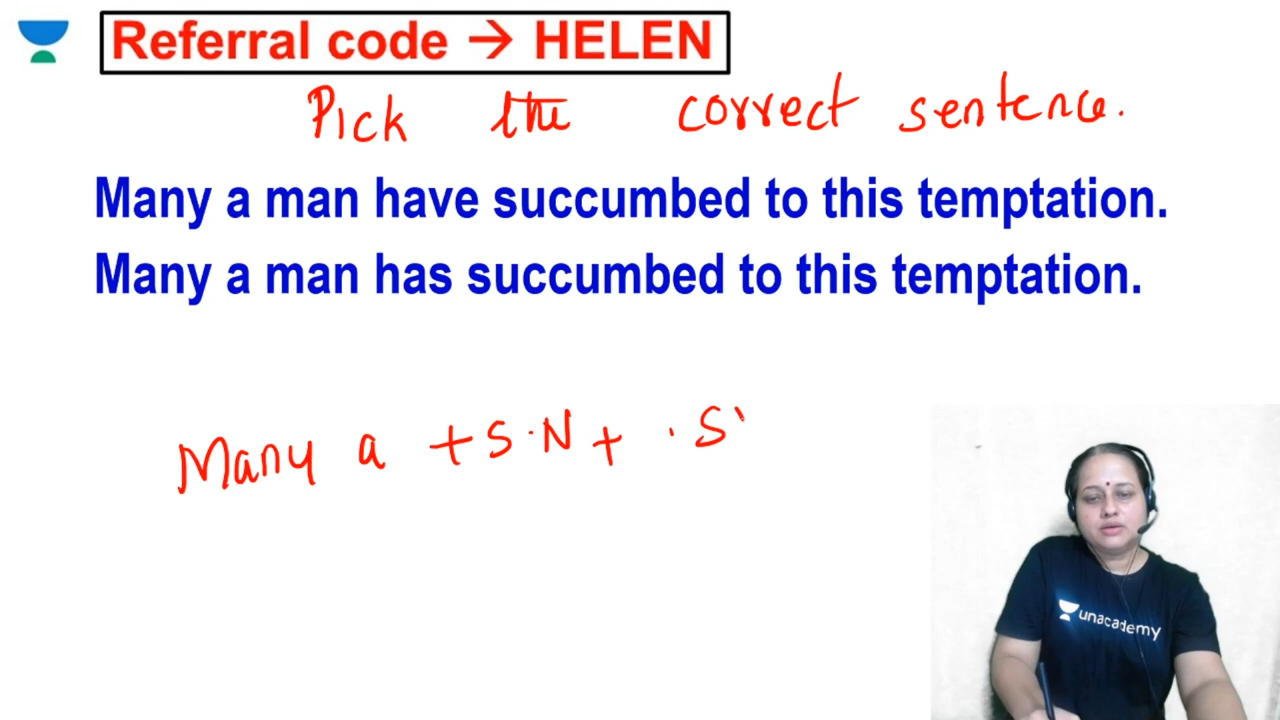 Referral code → HELEN
Pick the correct sentence.
Many a man have succumbed to this temptation.
Many a man has succumbed to this temptation.
Many a + S.N + . S
unacademy